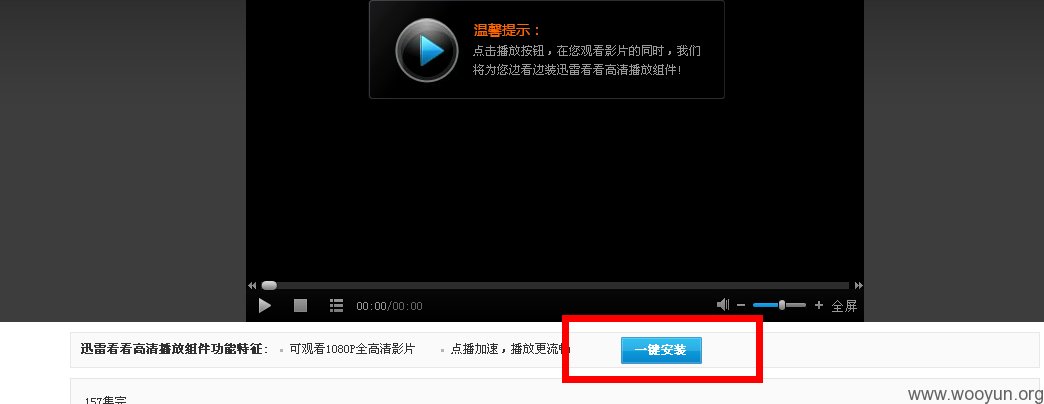 温馨提示：
点击播放按钮，在您观看影片的同时，我们
将为您边看边装迅雷看看高清播放组件!
00:00/00:00
全屏
迅雷看看高清播放组件功能特征: 可观看1080P全高清影片 点播加速，播放更流畅 一键安装
157集完
www.wooyun.org